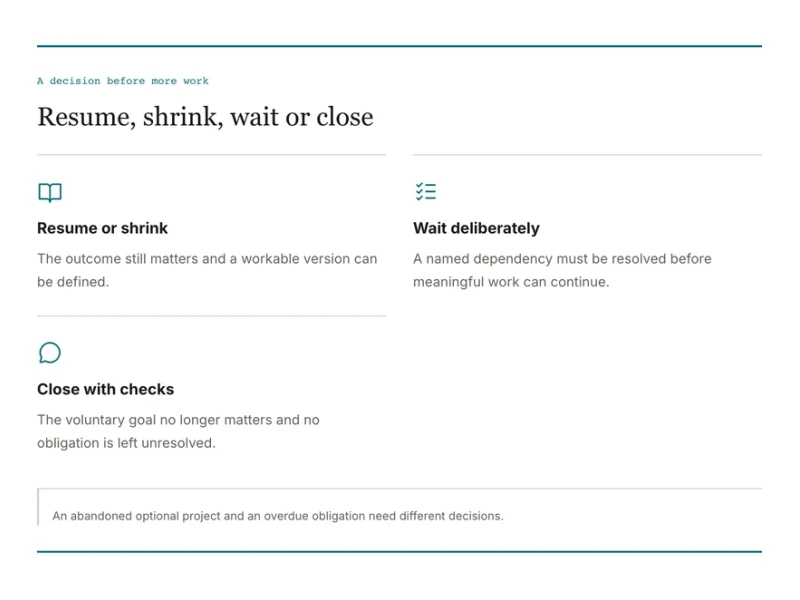 A decision before more work
Resume, shrink, wait or close
Resume or shrink
The outcome still matters and a workable version can
be defined.
Wait deliberately
A named dependency must be resolved before
meaningful work can continue.
Close with checks
The voluntary goal no longer matters and no
obligation is left unresolved.
An abandoned optional project and an overdue obligation need different decisions.